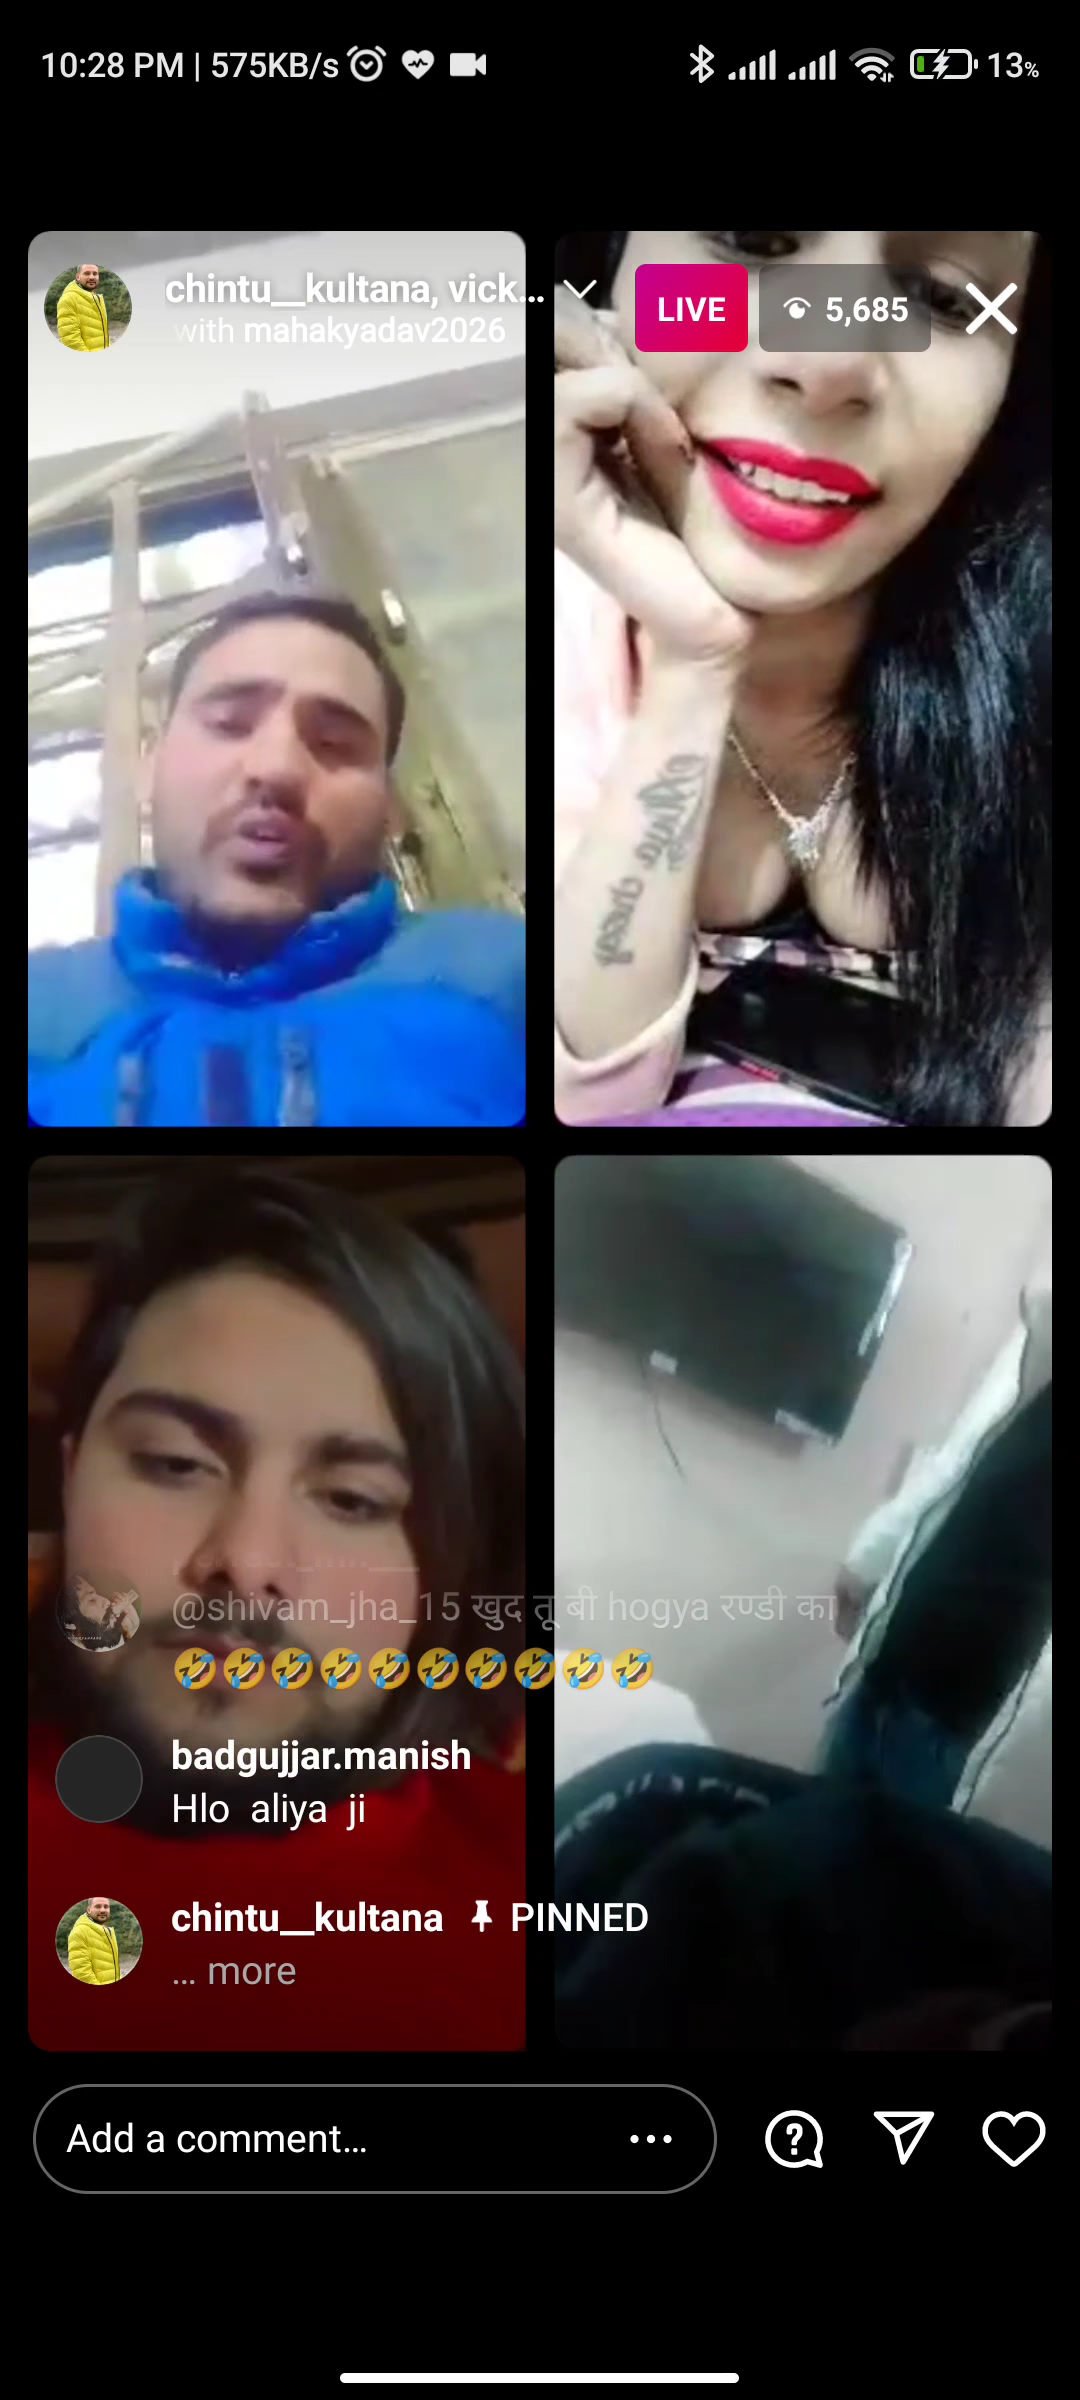 10:28 PM | 575KB/s
13%
chintu__kultana, vick...
with mahakyadav2026
LIVE
5,685
@shivam_jha_15 खुद तू बी hogya रण्डी का
🤣🤣🤣🤣🤣🤣🤣🤣🤣🤣
badgujjar.manish
Hlo aliya ji
chintu__kultana PINNED
... more
Add a comment...